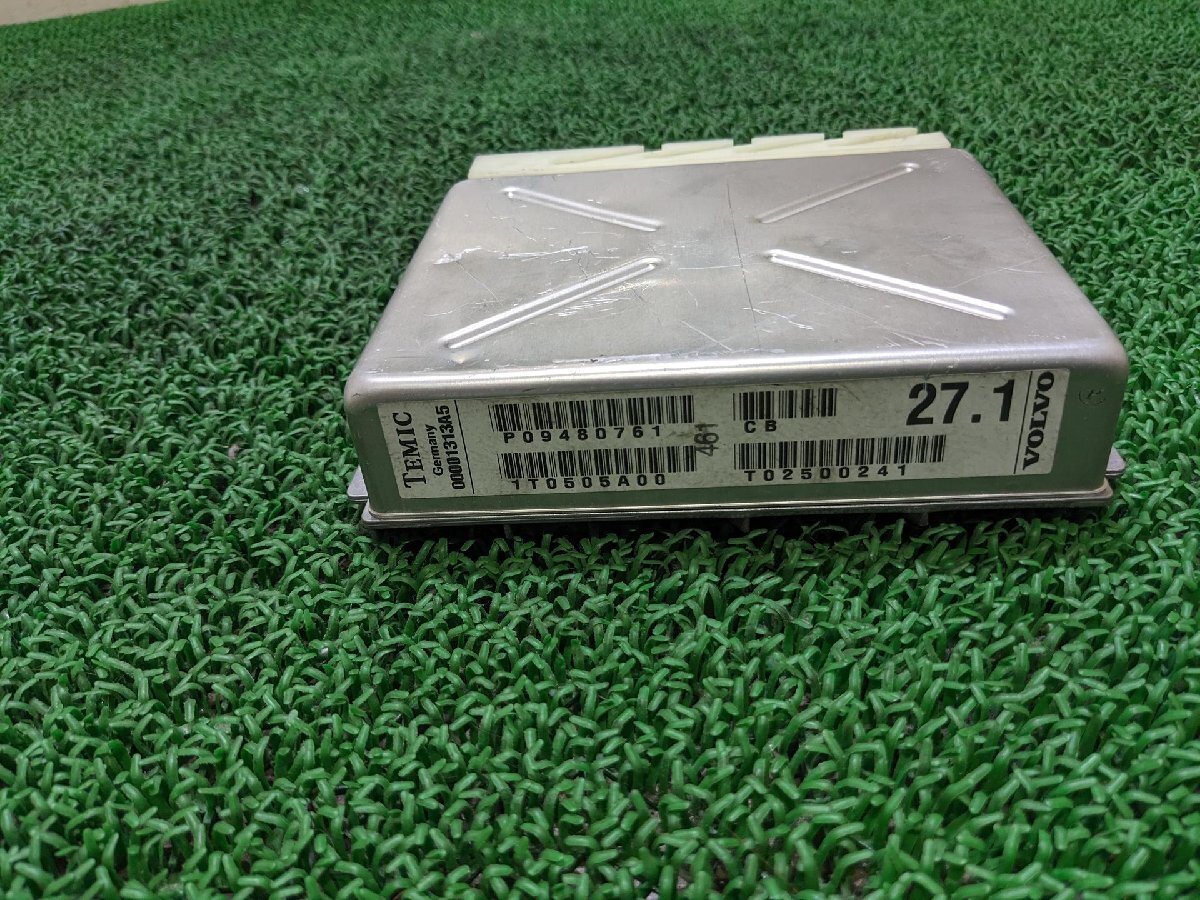 TEMIC
Germany
00001313A5
P09480761
1T0505A00
461
CB
T02500241
27.1
VOLVO